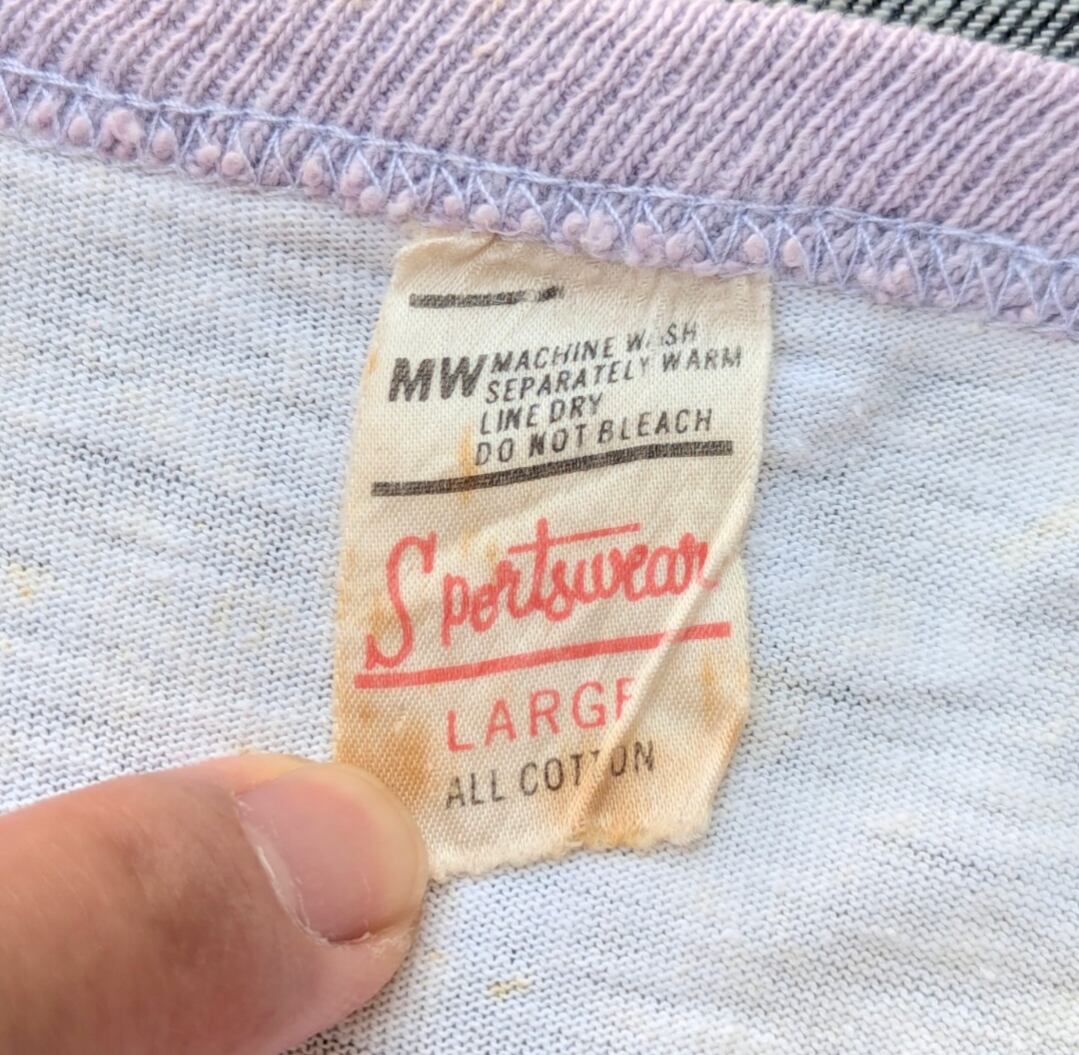 MW MACHINE WASH
SEPARATELY WARM
LINE DRY
DO NOT BLEACH
Sportswear
LARGE
ALL COTTON